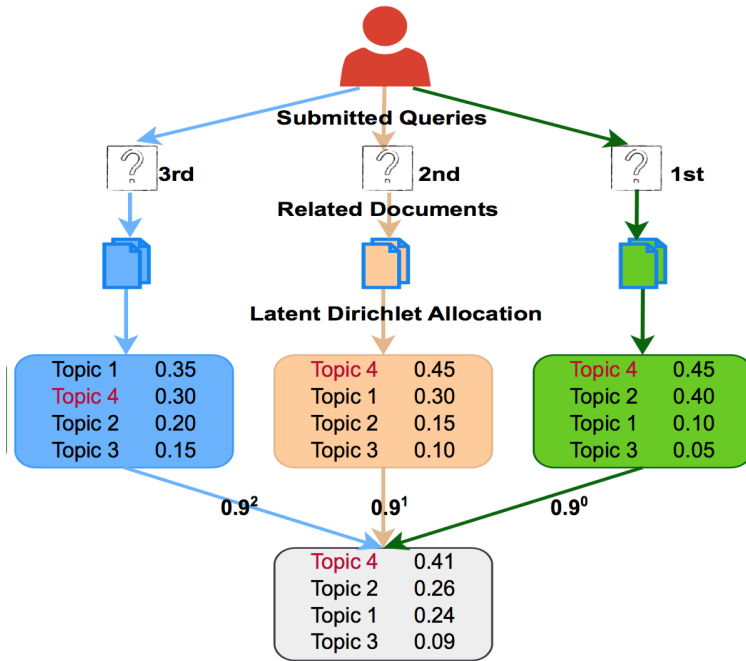 Submitted Queries
? 3rd
? 2nd
? 1st
Related Documents
Latent Dirichlet Allocation
Topic 1 0.35
Topic 4 0.30
Topic 2 0.20
Topic 3 0.15
Topic 4 0.45
Topic 1 0.30
Topic 2 0.15
Topic 3 0.10
Topic 4 0.45
Topic 2 0.40
Topic 1 0.10
Topic 3 0.05
0.9²
0.9¹
0.9⁰
Topic 4 0.41
Topic 2 0.26
Topic 1 0.24
Topic 3 0.09